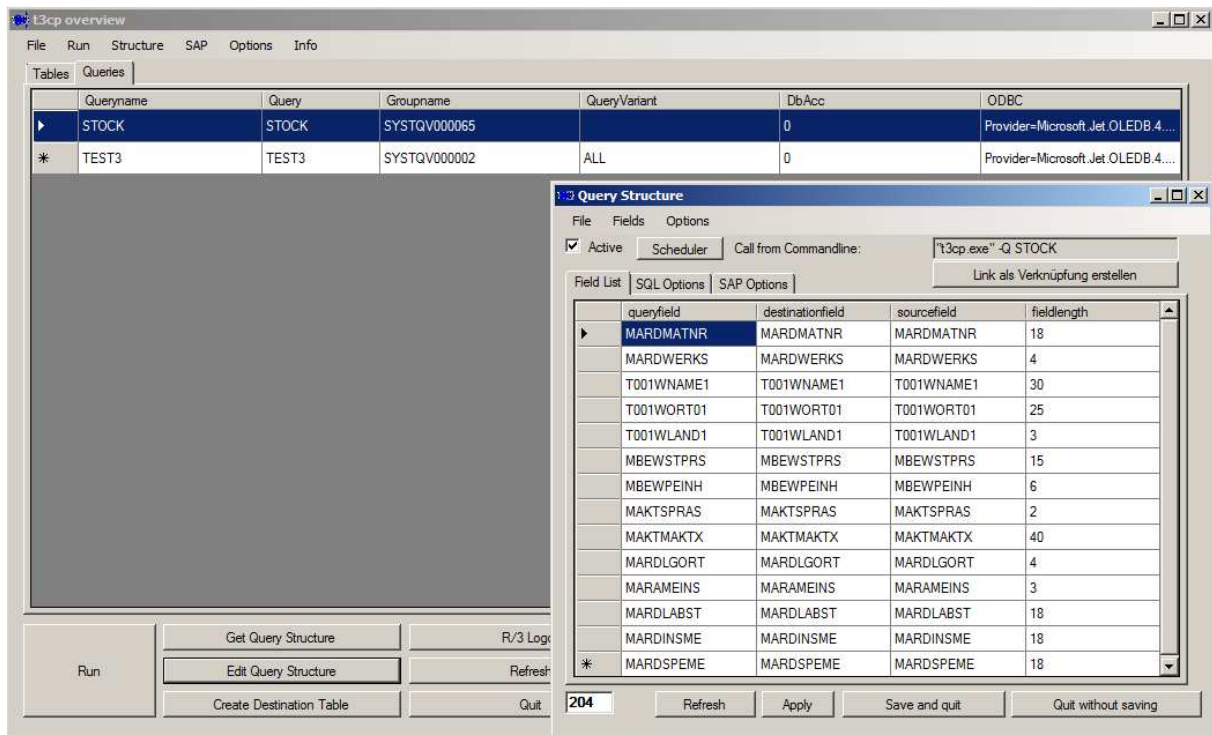 t3cp overview
File Run Structure SAP Options Info
Tables Queries
Queryname Query Groupname QueryVariant DbAcc ODBC
STOCK STOCK SYSTQV000065 0 Provider=Microsoft.Jet.OLEDB.4....
TEST3 TEST3 SYSTQV000002 ALL 0 Provider=Microsoft.Jet.OLEDB.4....
Query Structure
File Fields Options
Active Scheduler Call from Commandline: "t3cp.exe" -Q STOCK
Link als Verknüpfung erstellen
Field List SQL Options SAP Options
queryfield destinationfield sourcefield fieldlength
MARDMATNR MARDMATNR MARDMATNR 18
MARDWERKS MARDWERKS MARDWERKS 4
T001WNAME1 T001WNAME1 T001WNAME1 30
T001WORT01 T001WORT01 T001WORT01 25
T001WLAND1 T001WLAND1 T001WLAND1 3
MBEWSTPRS MBEWSTPRS MBEWSTPRS 15
MBEWPEINH MBEWPEINH MBEWPEINH 6
MAKTSPRAS MAKTSPRAS MAKTSPRAS 2
MAKTMAKTX MAKTMAKTX MAKTMAKTX 40
MARDLGORT MARDLGORT MARDLGORT 4
MARAMEINS MARAMEINS MARAMEINS 3
MARDLABST MARDLABST MARDLABST 18
MARDINSME MARDINSME MARDINSME 18
* MARDSPEME MARDSPEME MARDSPEME 18
204 Refresh Apply Save and quit Quit without saving
Run
Get Query Structure R/3 Logo
Edit Query Structure Refresh
Create Destination Table Quit